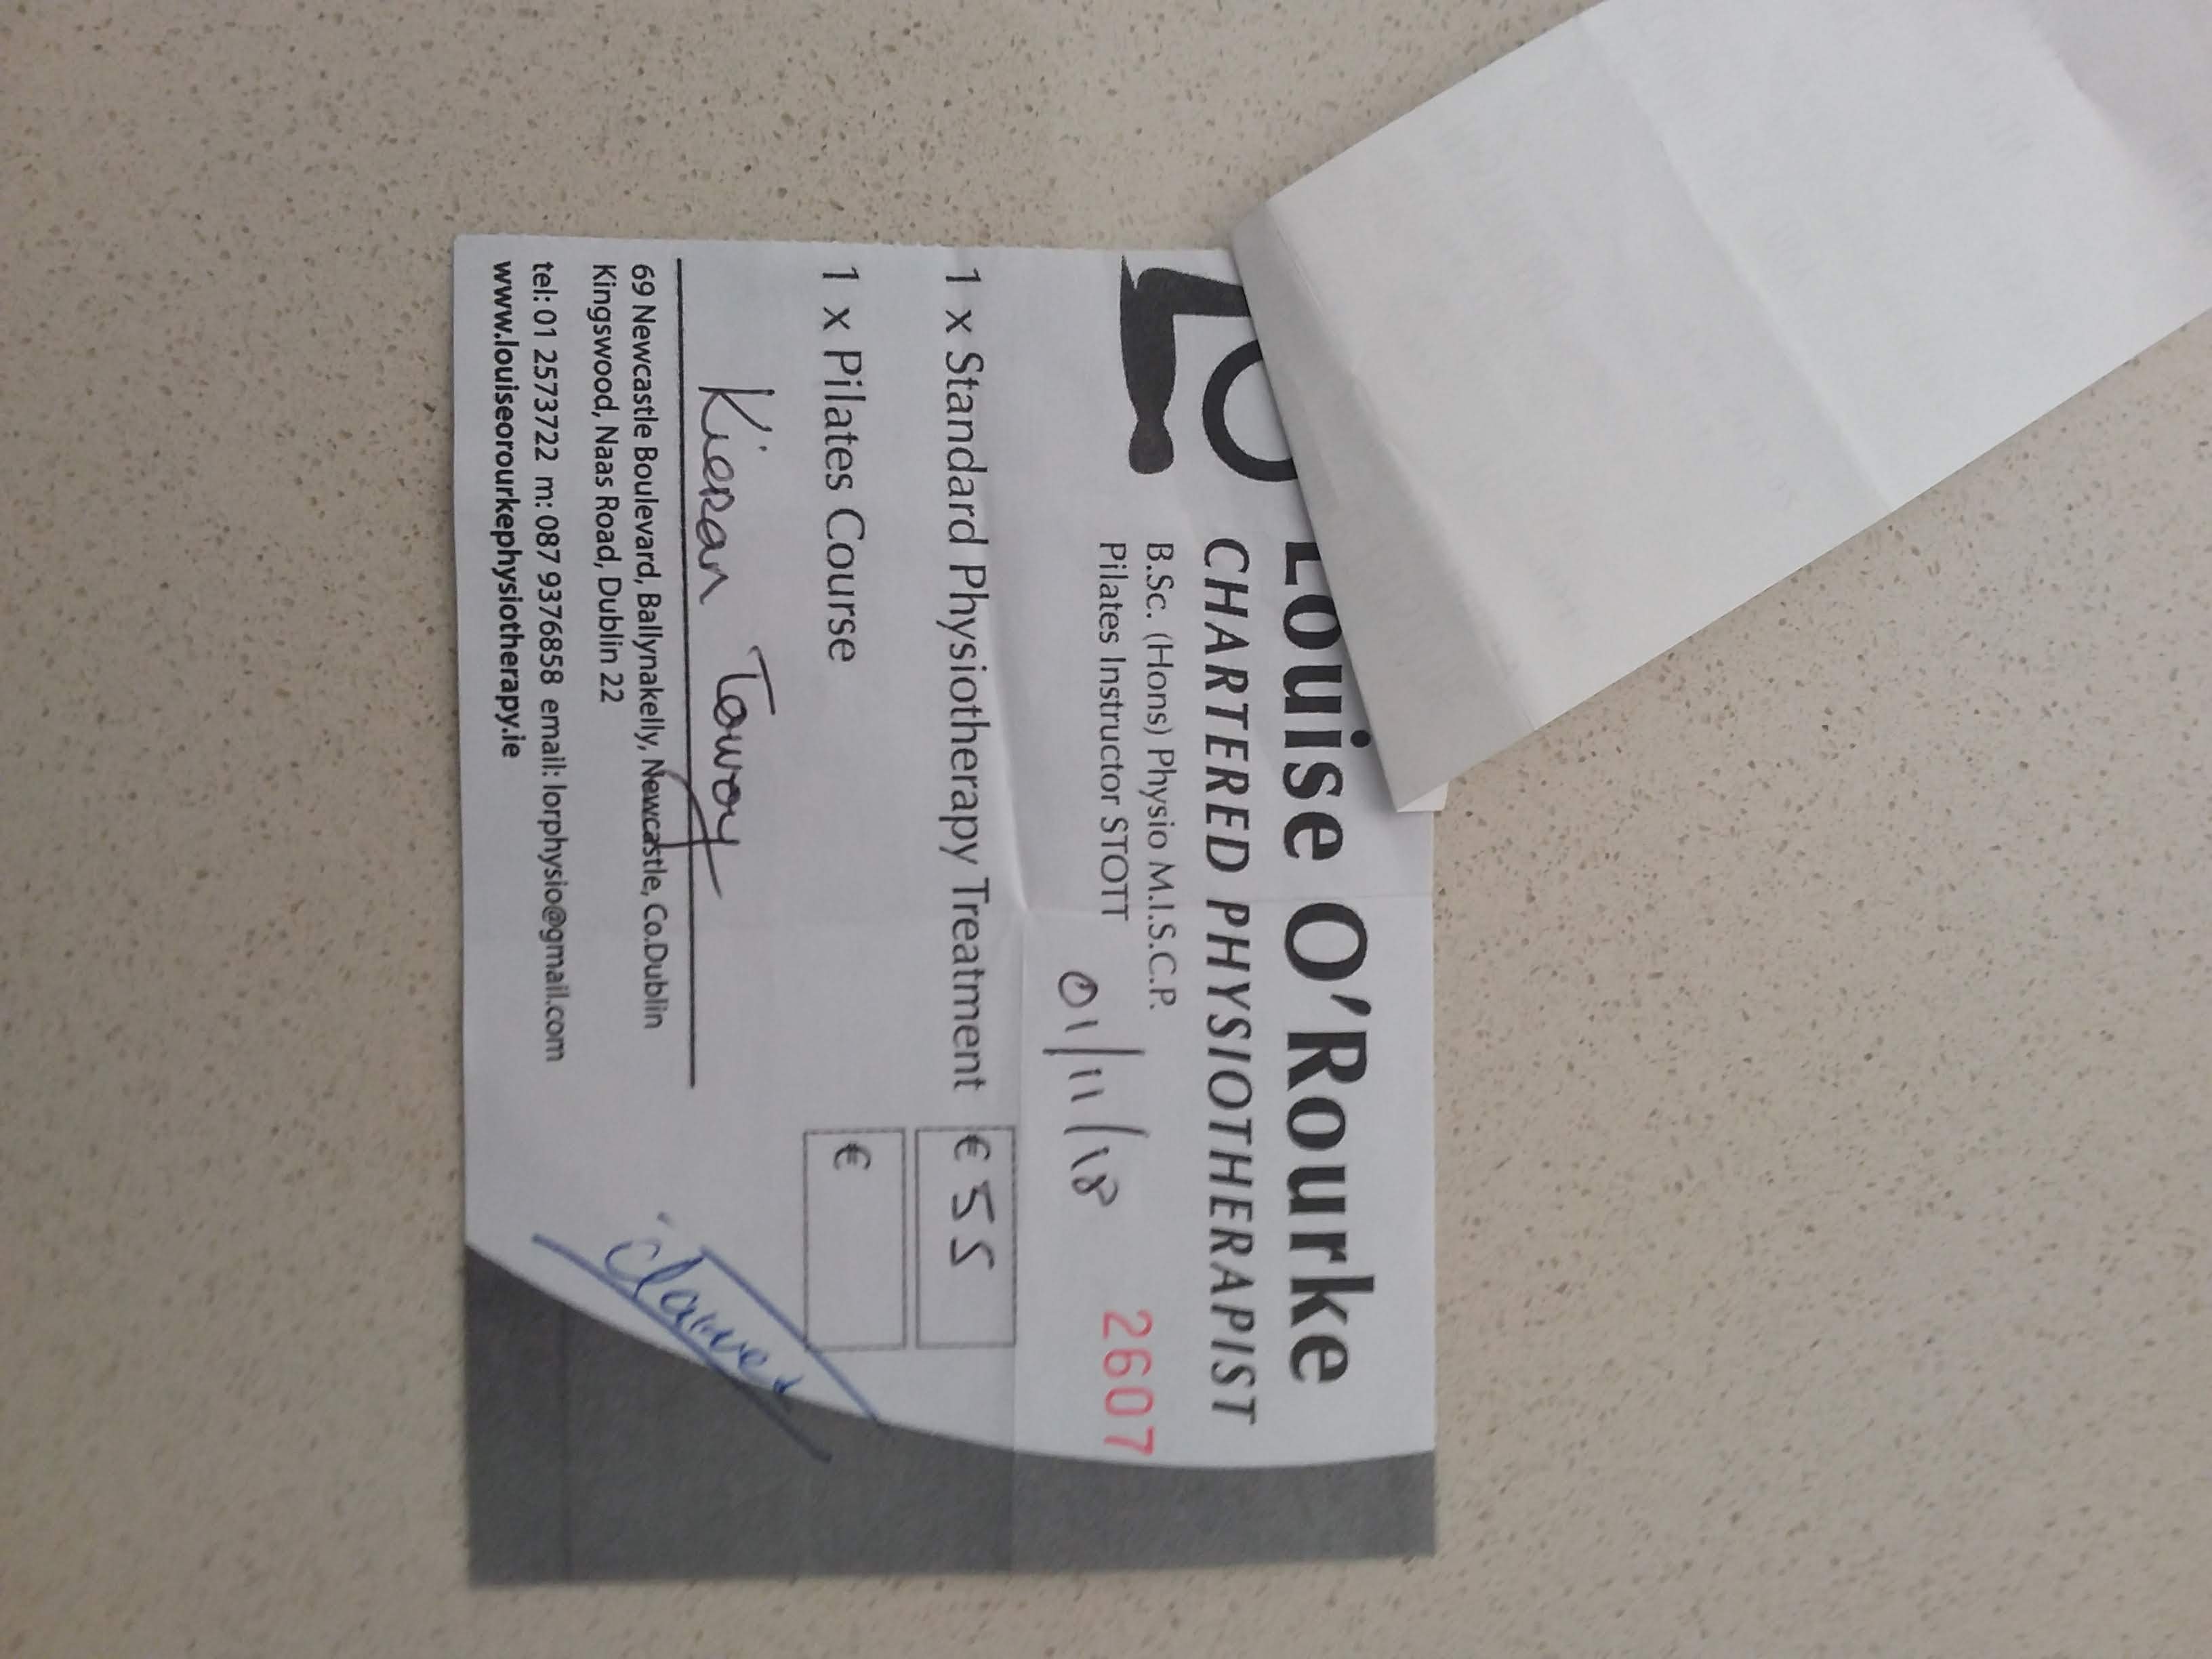 Louise O'Rourke
CHARTERED PHYSIOTHERAPIST
B.Sc. (Hons) Physio M.I.S.C.P.
Pilates Instructor STOTT
01/11/18
2607
1 x Standard Physiotherapy Treatment € 55
1 x Pilates Course €
Kieran
69 Newcastle Boulevard, Ballynakelly, Newcastle, Co.Dublin
Kingswood, Naas Road, Dublin 22
tel: 01 2573722 m: 087 9376858 email: lorphysio@gmail.com
www.louiseorourkephysiotherapy.ie